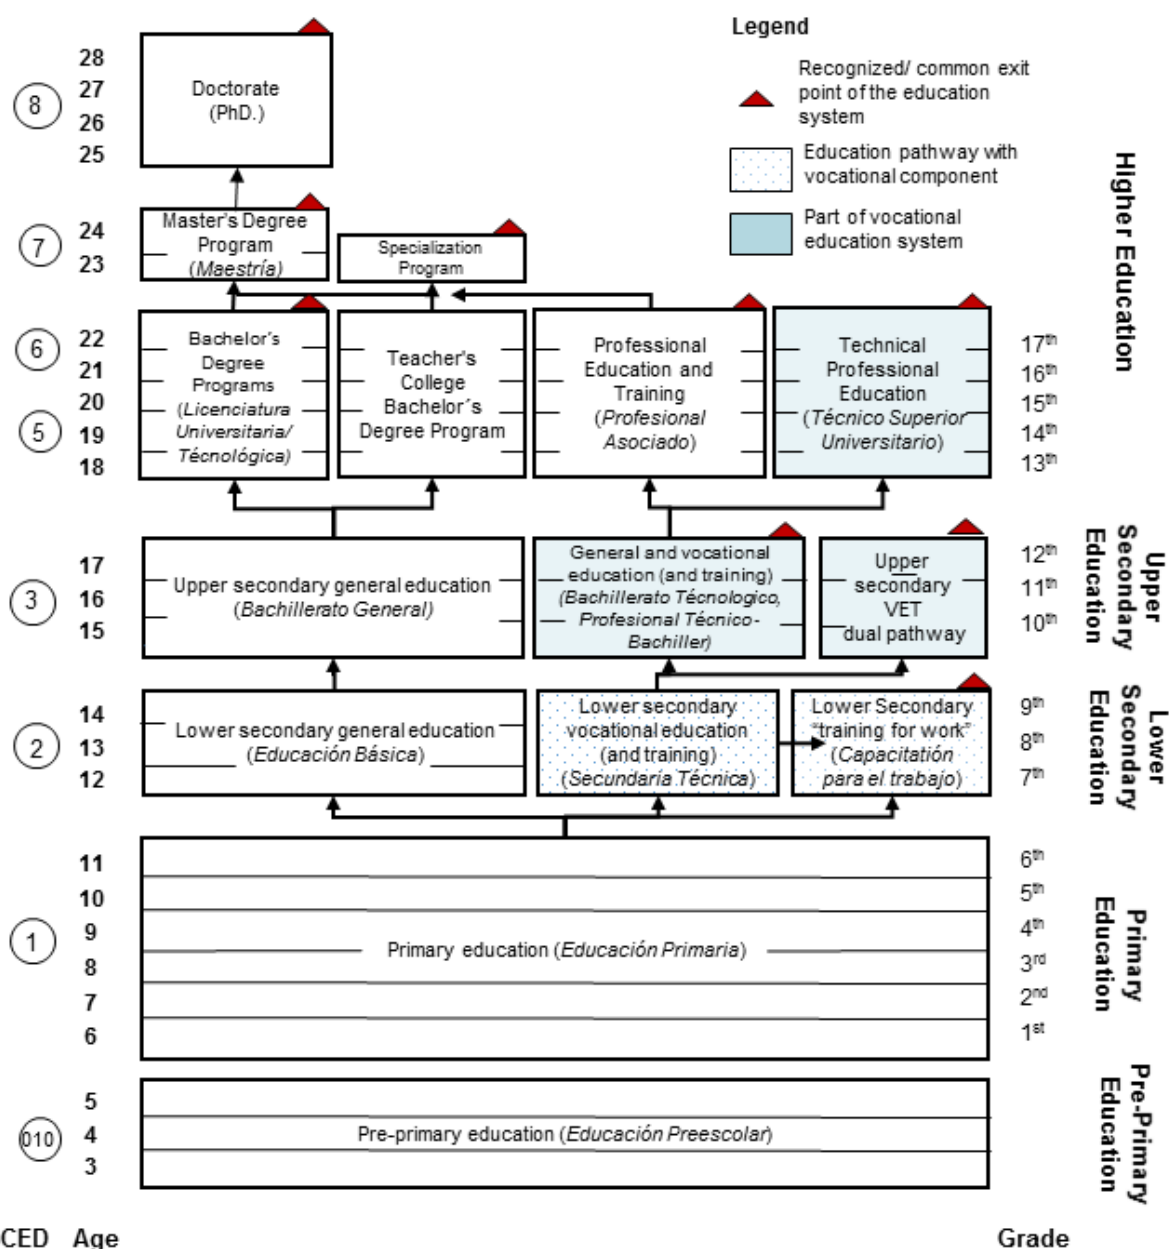 Legend
Recognized/ common exit
point of the education
system
Education pathway with
vocational component
Part of vocational
education system
28
27
26
25
8
Doctorate
(PhD.)
Higher Education
24
23
7
Master's Degree
Program
(Maestría)
Specialization
Program
22
21
20
19
18
6
5
Bachelor's
Degree
Programs
(Licenciatura
Universitaria/
Técnológica)
Teacher's
College
Bachelor´s
Degree Program
Professional
Education and
Training
(Profesional
Asociado)
Technical
Professional
Education
(Técnico Superior
Universitario)
17th
16th
15th
14th
13th
17
16
15
3
Upper secondary general education
(Bachillerato General)
General and vocational
education (and training)
(Bachillerato Técnologico,
Profesional Técnico-
Bachiller)
Upper
secondary
VET
dual pathway
12th
11th
10th
Upper
Secondary
Education
14
13
12
2
Lower secondary general education
(Educación Básica)
Lower secondary
vocational education
(and training)
(Secundaría Técnica)
Lower Secondary
"training for work"
(Capacitatión
para el trabajo)
9th
8th
7th
Lower
Secondary
Education
11
10
9
8
7
6
1
Primary education (Educación Primaria)
6th
5th
4th
3rd
2nd
1st
Primary
Education
5
4
3
010
Pre-primary education (Educación Preescolar)
Pre-Primary
Education
CED Age
Grade